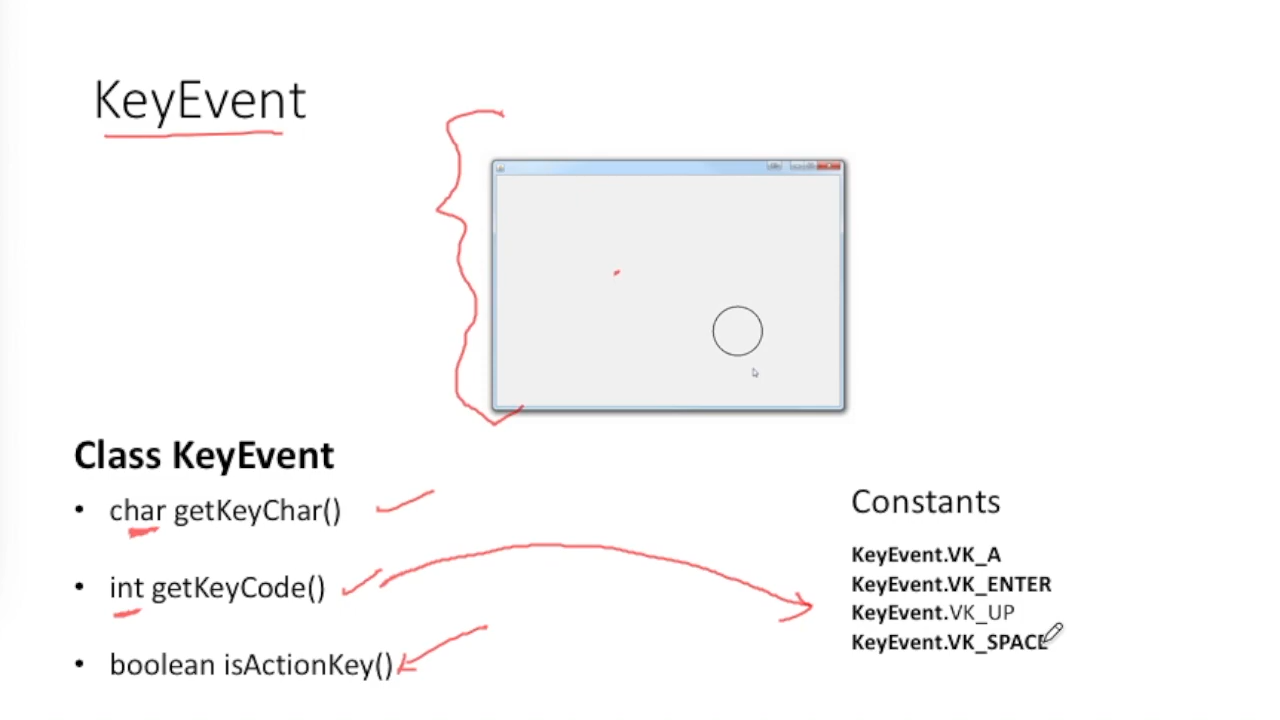 KeyEvent
Class KeyEvent
• char getKeyChar()
• int getKeyCode()
• boolean isActionKey()
Constants
KeyEvent.VK_A
KeyEvent.VK_ENTER
KeyEvent.VK_UP
KeyEvent.VK_SPACE